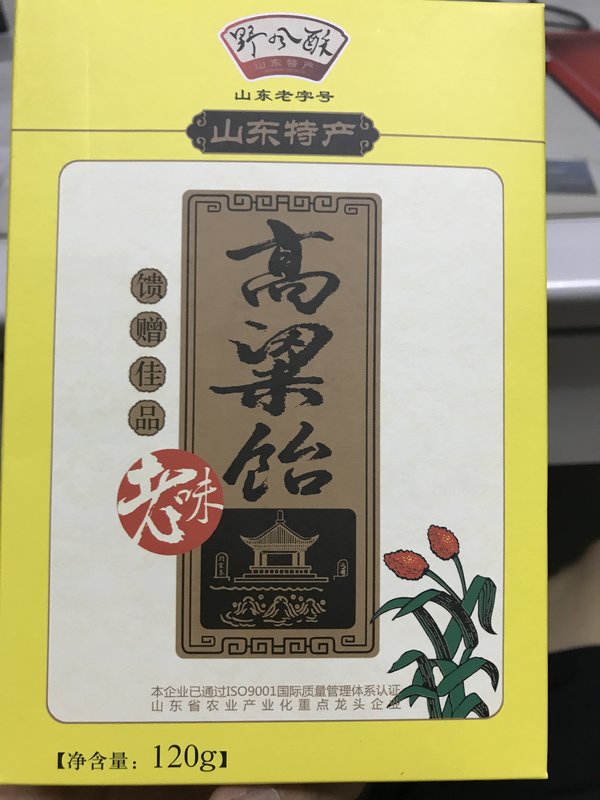 野风酥
山东特产
山东老字号
山东特产
高粱饴
馈赠佳品
老味
本企业已通过ISO9001国际质量管理体系认证
山东省农业产业化重点龙头企业
【净含量：120g】